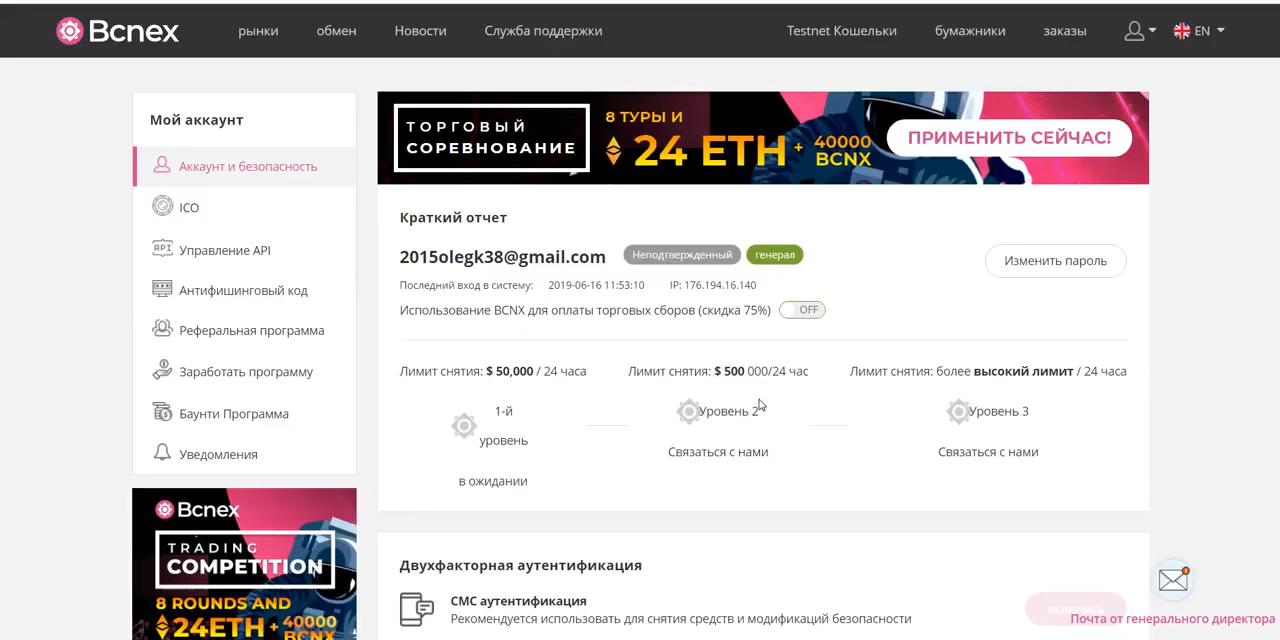 Bcnex
рынки
обмен
Новости
Служба поддержки
Testnet Кошельки
бумажники
заказы
EN
Мой аккаунт
Аккаунт и безопасность
ICO
API
Управление API
Антифишинговый код
Реферальная программа
Заработать программу
Баунти Программа
Уведомления
ТОРГОВЫЙ
СОРЕВНОВАНИЕ
8 ТУРЫ И
24 ETH + 40000
BCNX
ПРИМЕНИТЬ СЕЙЧАС!
Краткий отчет
2015olegk38@gmail.com
Неподтвержденный
генерал
Изменить пароль
Последний вход в систему: 2019-06-16 11:53:10 IP: 176.194.16.140
Использование BCNX для оплаты торговых сборов (скидка 75%) OFF
Лимит снятия: $ 50,000 / 24 часа
Лимит снятия: $ 500 000/24 час
Лимит снятия: более высокий лимит / 24 часа
1-й
уровень
в ожидании
Уровень 2
Связаться с нами
Уровень 3
Связаться с нами
Bcnex
TRADING
COMPETITION
8 ROUNDS AND
24ETH + 40000
BCNX
Двухфакторная аутентификация
СМС аутентификация
Рекомендуется использовать для снятия средств и модификаций безопасности
включить
Почта от генерального директора